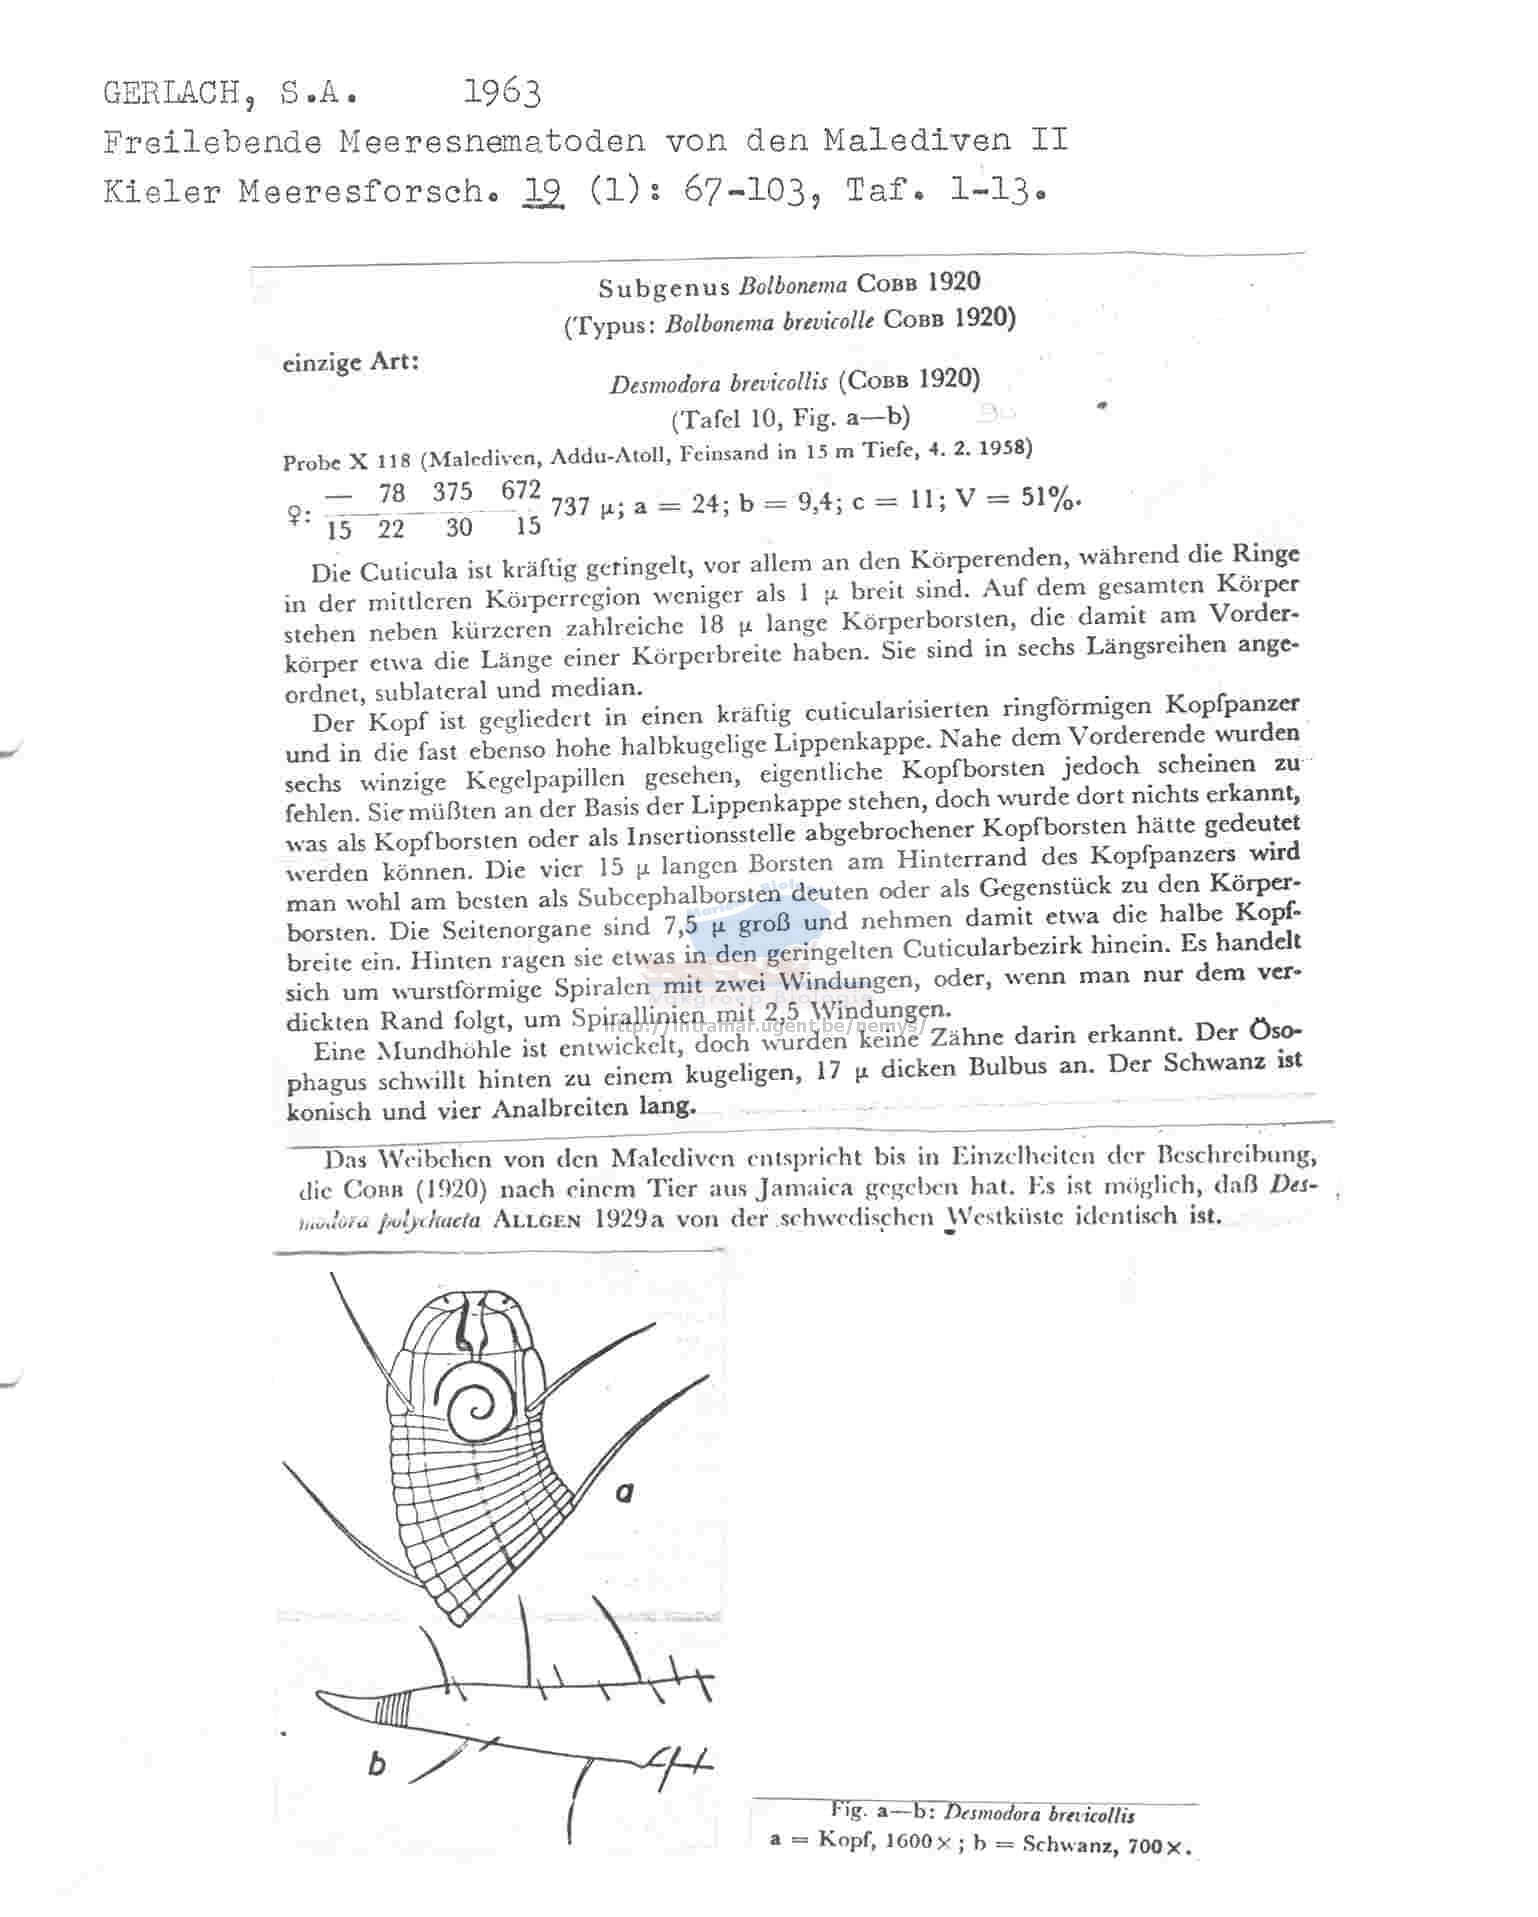 GERLACH, S.A. 1963
Freilebende Meeresnematoden von den Malediven II
Kieler Meeresforsch. 19 (1): 67-103, Taf. 1-13.
Subgenus Bolbonema COBB 1920
(Typus: Bolbonema brevicolle COBB 1920)
einzige Art:
Desmodora brevicollis (COBB 1920)
(Tafel 10, Fig. a—b)
Probe X 118 (Malediven, Addu-Atoll, Feinsand in 15 m Tiefe, 4. 2. 1958)
— 78 375 672
♀: 737 µ; a = 24; b = 9,4; c = 11; V = 51%.
15 22 30 15
Die Cuticula ist kräftig geringelt, vor allem an den Körperenden, während die Ringe
in der mittleren Körperregion weniger als 1 µ breit sind. Auf dem gesamten Körper
stehen neben kürzeren zahlreiche 18 µ lange Körperborsten, die damit am Vorder-
körper etwa die Länge einer Körperbreite haben. Sie sind in sechs Längsreihen ange-
ordnet, sublateral und median.
Der Kopf ist gegliedert in einen kräftig cuticularisierten ringförmigen Kopfpanzer
und in die fast ebenso hohe halbkugelige Lippenkappe. Nahe dem Vorderende wurden
sechs winzige Kegelpapillen gesehen, eigentliche Kopfborsten jedoch scheinen zu
fehlen. Sie müßten an der Basis der Lippenkappe stehen, doch wurde dort nichts erkannt,
was als Kopfborsten oder als Insertionsstelle abgebrochener Kopfborsten hätte gedeutet
werden können. Die vier 15 µ langen Borsten am Hinterrand des Kopfpanzers wird
man wohl am besten als Subcephalborsten deuten oder als Gegenstück zu den Körper-
borsten. Die Seitenorgane sind 7,5 µ groß und nehmen damit etwa die halbe Kopf-
breite ein. Hinten ragen sie etwas in den geringelten Cuticularbezirk hinein. Es handelt
sich um wurstförmige Spiralen mit zwei Windungen, oder, wenn man nur dem ver-
dickten Rand folgt, um Spirallinien mit 2,5 Windungen.
Vakgroep Biologie
http://intramar.ugent.be/nemys/
Eine Mundhöhle ist entwickelt, doch wurden keine Zähne darin erkannt. Der Öso-
phagus schwillt hinten zu einem kugeligen, 17 µ dicken Bulbus an. Der Schwanz ist
konisch und vier Analbreiten lang.
Das Weibchen von den Malediven entspricht bis in Einzelheiten der Beschreibung,
die COBB (1920) nach einem Tier aus Jamaica gegeben hat. Es ist möglich, daß Des-
modora polychaeta ALLGEN 1929a von der schwedischen Westküste identisch ist.
a
b
Fig. a—b: Desmodora brevicollis
a = Kopf, 1600×; b = Schwanz, 700×.